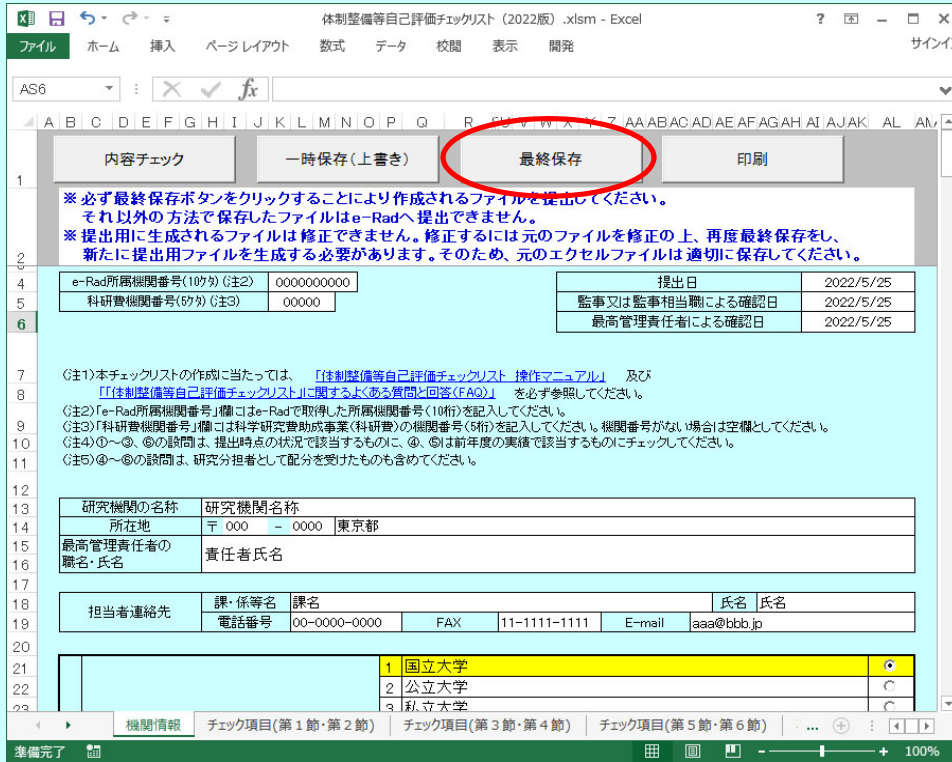 体制整備等自己評価チェックリスト（2022版）.xlsm - Excel
ファイル ホーム 挿入 ページ レイアウト 数式 データ 校閲 表示 開発 サインイン
AS6 fx
A B C D E F G H I J K L M N O P Q R S U V W X Y Z AA AB AC AD AE AF AG AH AI AJ AK AL AM
1 内容チェック 一時保存（上書き） 最終保存 印刷
※必ず最終保存ボタンをクリックすることにより作成されるファイルを提出してください。
それ以外の方法で保存したファイルはe-Radへ提出できません。
※提出用に生成されるファイルは修正できません。修正するには元のファイルを修正の上、再度最終保存をし、
2 新たに提出用ファイルを生成する必要があります。そのため、元のエクセルファイルは適切に保存してください。
4 e-Rad所属機関番号(10ケタ)（注2） 0000000000 提出日 2022/5/25
5 科研費機関番号(5ケタ)（注3） 00000 監事又は監事相当職による確認日 2022/5/25
6 最高管理責任者による確認日 2022/5/25
7 （注1）本チェックリストの作成に当たっては、 「体制整備等自己評価チェックリスト 操作マニュアル」 及び
8 「「体制整備等自己評価チェックリスト」に関するよくある質問と回答（FAQ）」 を必ず参照してください。
（注2）「e-Rad所属機関番号」欄にはe-Radで取得した所属機関番号（10桁）を記入してください。
9 （注3）「科研費機関番号」欄には科学研究費助成事業（科研費）の機関番号（5桁）を記入してください。機関番号がない場合は空欄としてください。
10 （注4）①～③、⑥の設問は、提出時点の状況で該当するものに、④、⑤は前年度の実績で該当するものにチェックしてください。
11 （注5）④～⑥の設問は、研究分担者として配分を受けたものも含めてください。
12
13 研究機関の名称 研究機関名称
14 所在地 〒 000 - 0000 東京都
15 最高管理責任者の
16 職名・氏名 責任者氏名
17
18 担当者連絡先 課・係等名 課名 氏名 氏名
19 電話番号 00-0000-0000 FAX 11-1111-1111 E-mail aaa@bbb.jp
20
21 1 国立大学
22 2 公立大学
23 3 私立大学
機関情報 チェック項目(第１節・第２節) チェック項目(第３節・第４節) チェック項目(第５節・第６節) ...
準備完了 100%